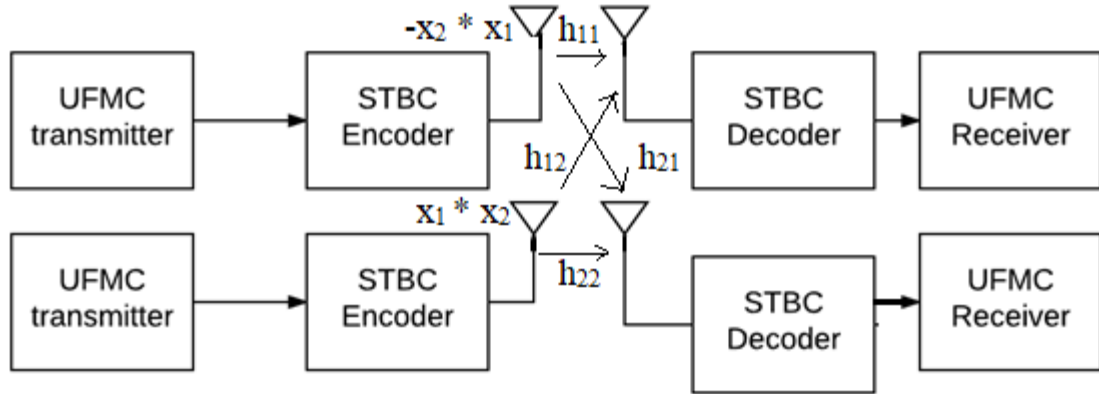 -x₂ * x₁
h₁₁
UFMC
transmitter
STBC
Encoder
STBC
Decoder
UFMC
Receiver
h₁₂
h₂₁
x₁ * x₂
h₂₂
UFMC
transmitter
STBC
Encoder
STBC
Decoder
UFMC
Receiver